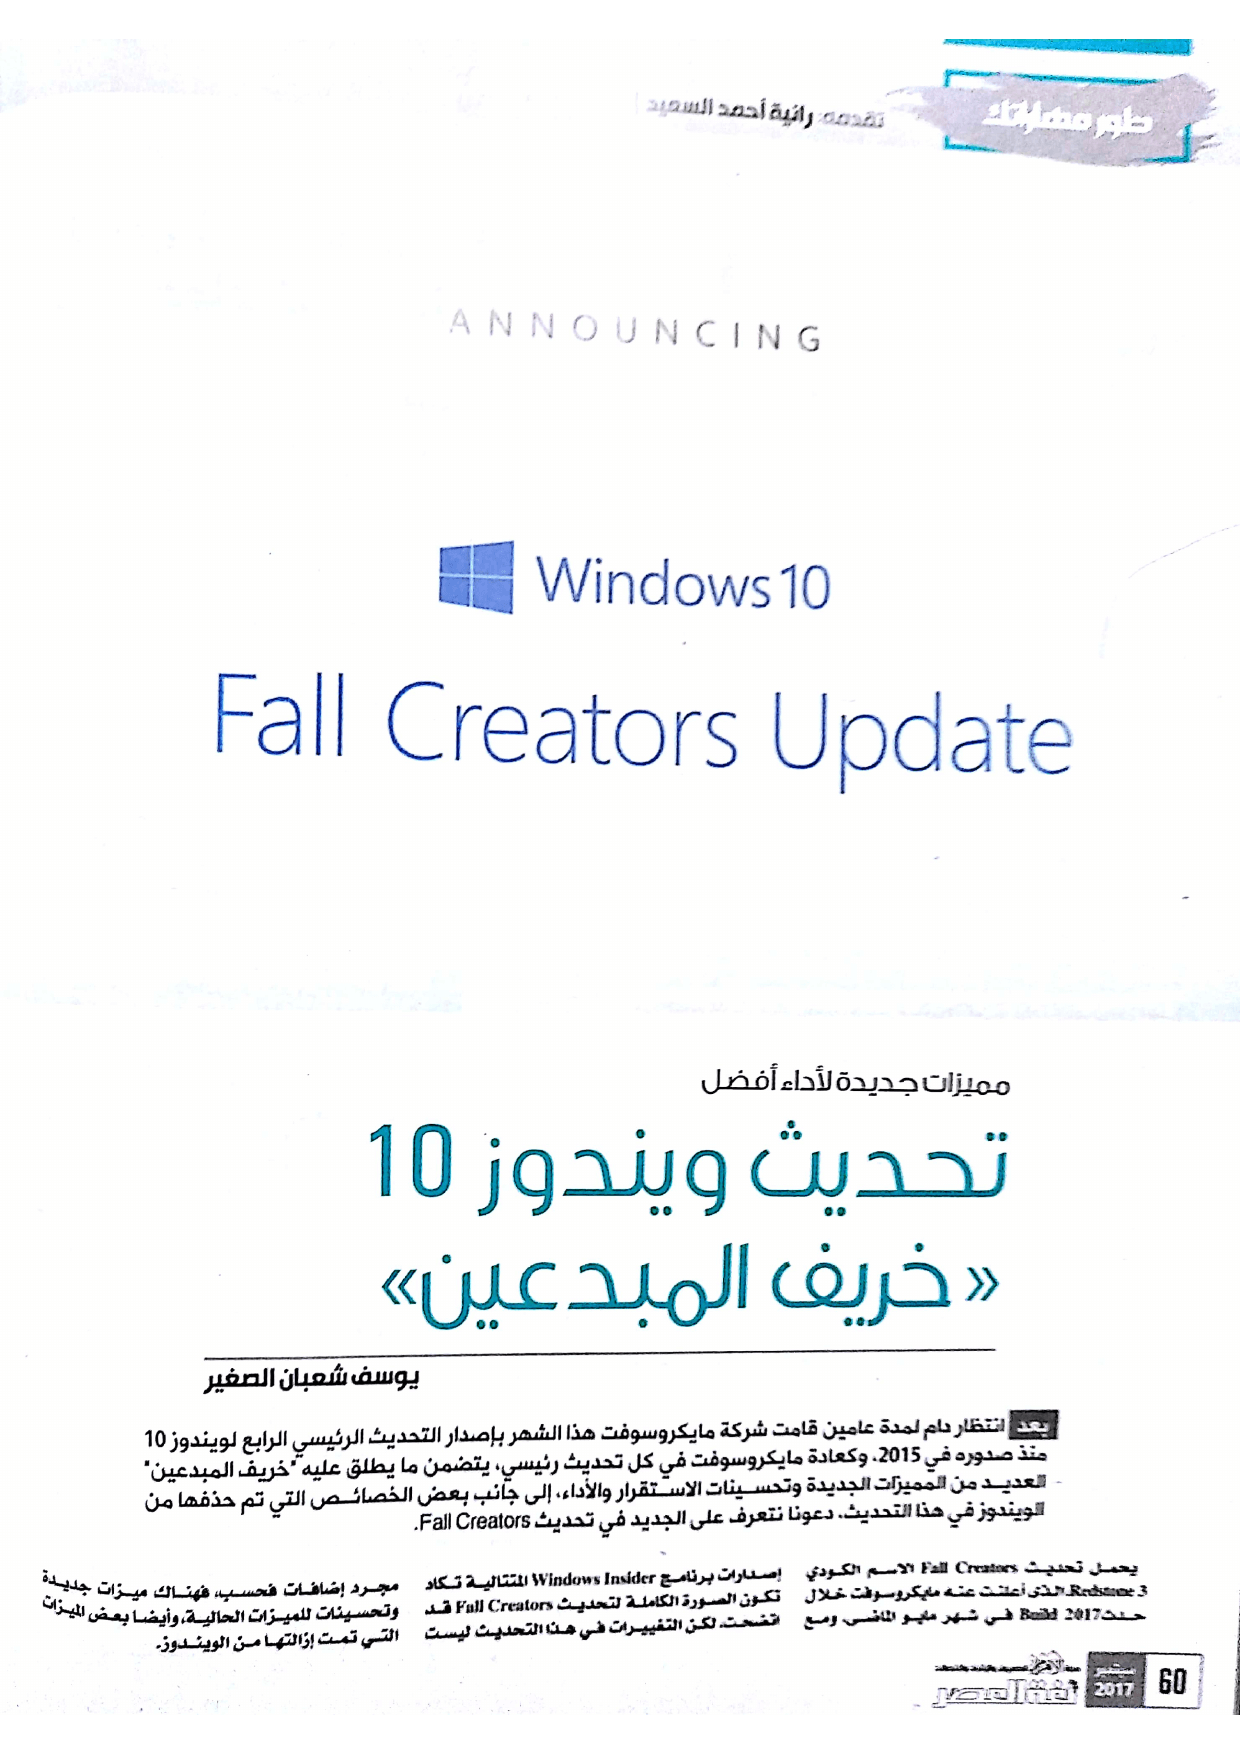 طور مهاراتك
تقدمه: رانية أحمد السعيد
ANNOUNCING
Windows 10
Fall Creators Update
مميزات جديدة لأداء أفضل
تحديث ويندوز 10
«خريف المبدعين»
يوسف شعبان الصغير
بعد انتظار دام لمدة عامين قامت شركة مايكروسوفت هذا الشهر بإصدار التحديث الرئيسي الرابع لويندوز 10
منذ صدوره في 2015، وكعادة مايكروسوفت في كل تحديث رئيسي، يتضمن ما يطلق عليه "خريف المبدعين"
العديد من المميزات الجديدة وتحسينات الاستقرار والأداء، إلى جانب بعض الخصائص التي تم حذفها من
الويندوز في هذا التحديث. دعونا نتعرف على الجديد في تحديث Fall Creators.
يحمل تحديث Fall Creators الاسم الكودي
Redstone 3 الذى أعلنت عنه مايكروسوفت خلال
حدث Build 2017 في شهر مايو الماضي، ومع
إصدارات برنامج Windows Insider المتتالية تكاد
تكون الصورة الكاملة لتحديث Fall Creators قد
اتضحت، لكن التغييرات في هذا التحديث ليست
مجرد إضافات فحسب، فهناك ميزات جديدة
وتحسينات للميزات الحالية، وأيضا بعض الميزات
التي تمت إزالتها من الويندوز.
لغة العصر
سبتمبر
2017
60